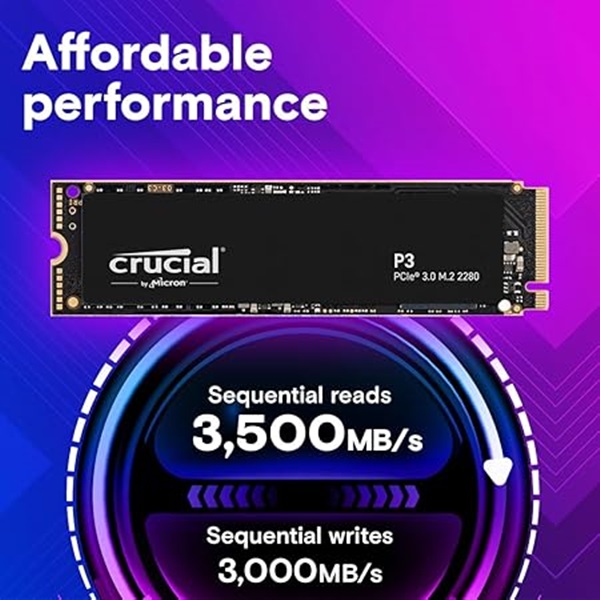 Affordable
performance
crucial®
by Micron®
P3
PCIe® 3.0 M.2 2280
Sequential reads
3,500MB/s
Sequential writes
3,000MB/s